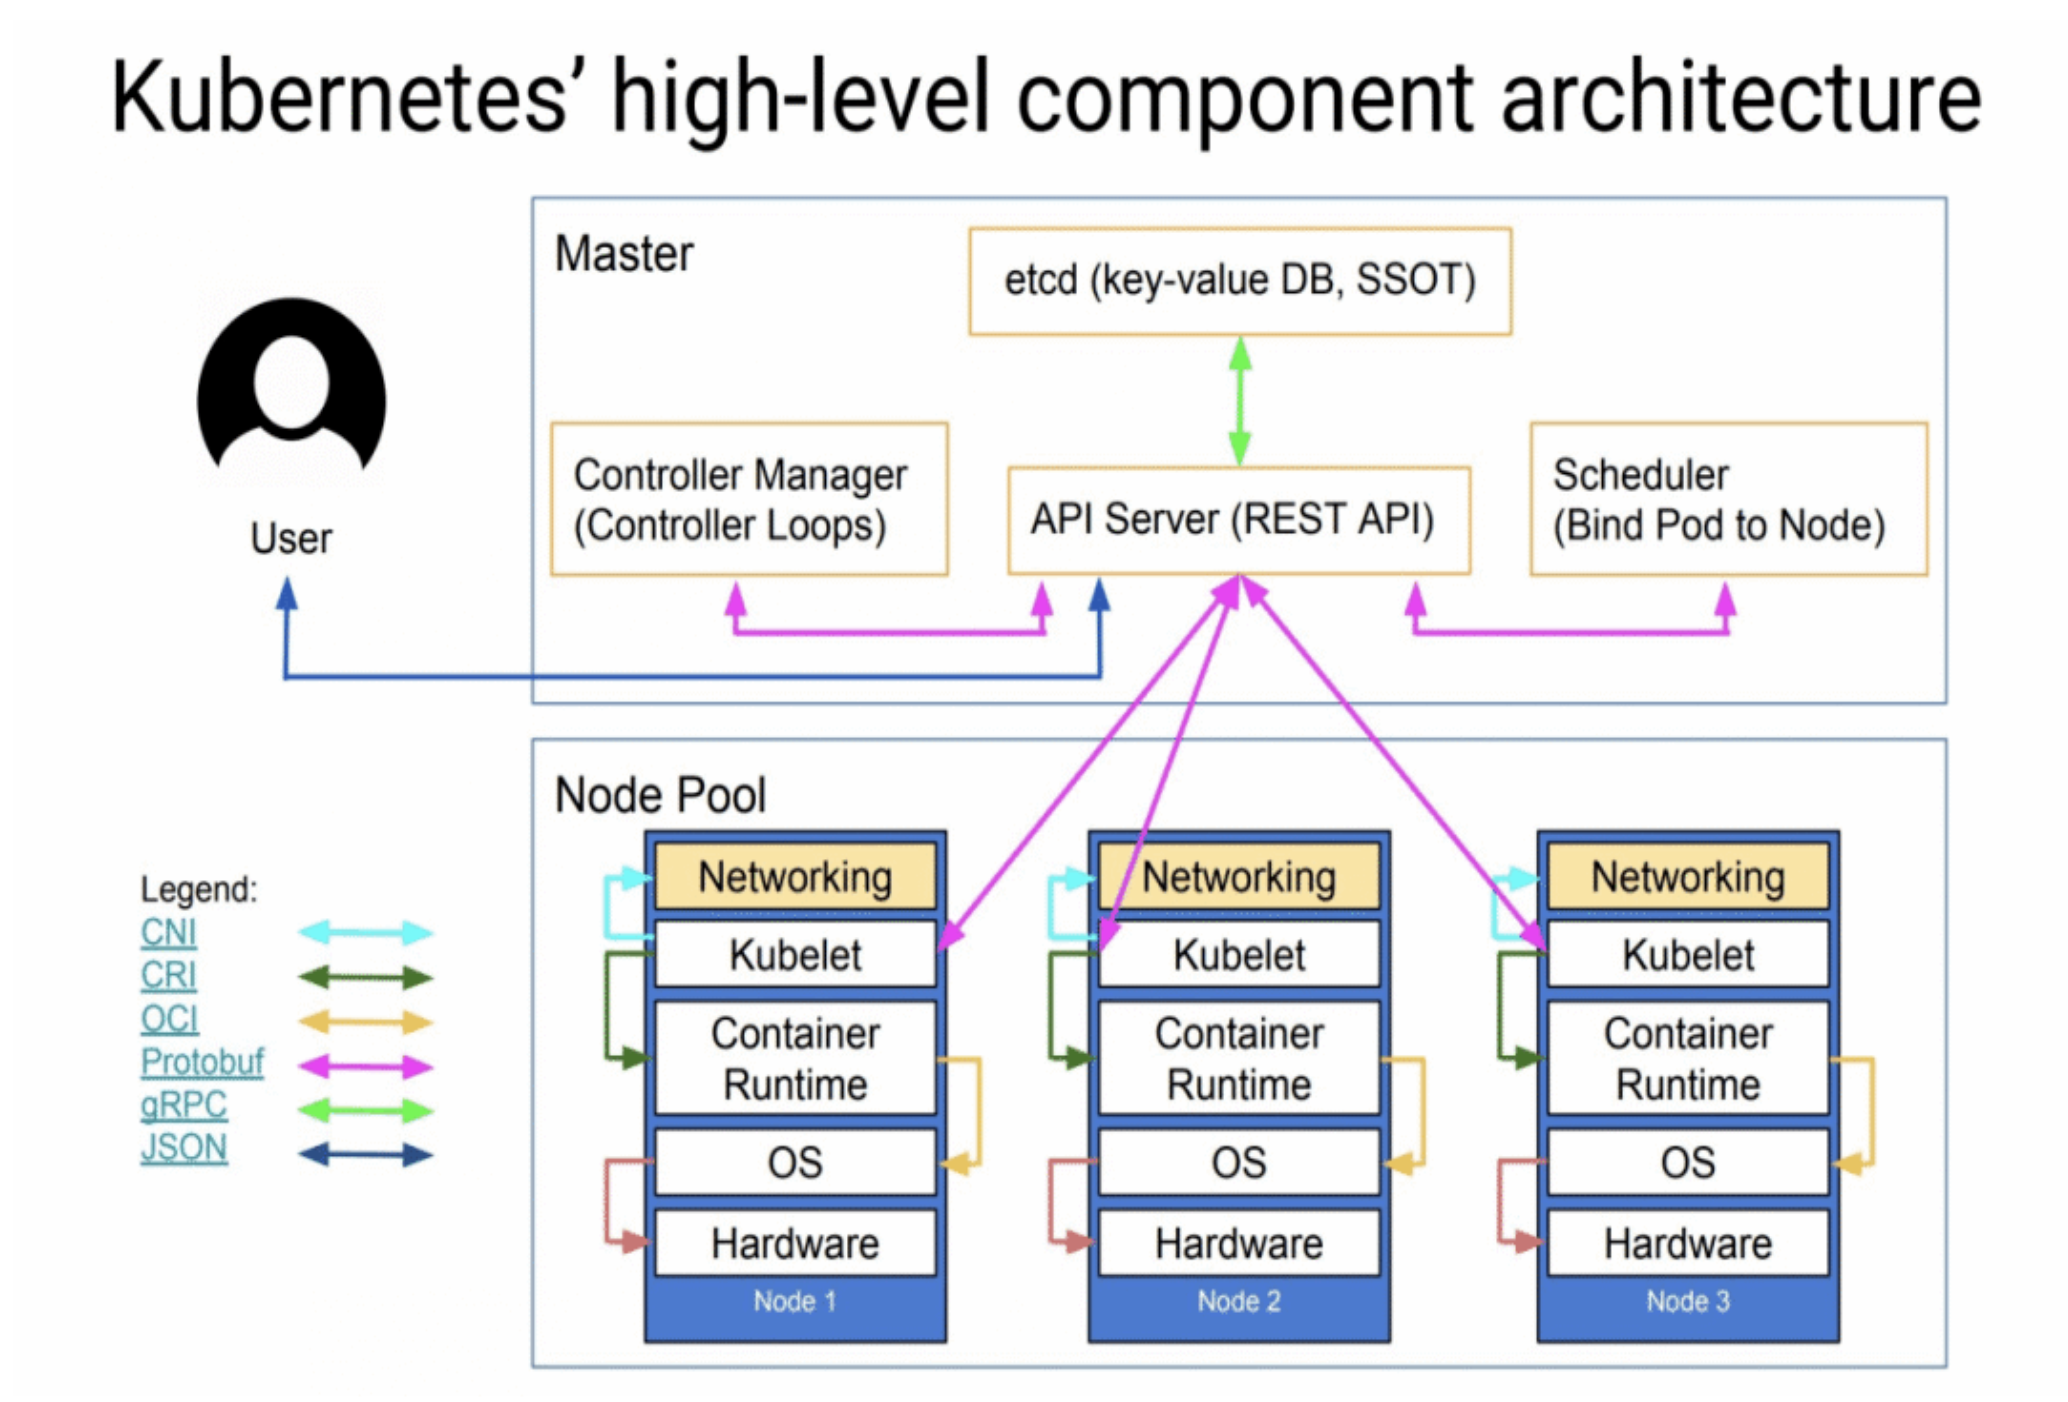 Kubernetes’ high-level component architecture
Master
etcd (key-value DB, SSOT)
Controller Manager
(Controller Loops)
API Server (REST API)
Scheduler
(Bind Pod to Node)
User
Node Pool
Legend:
CNI
CRI
OCI
Protobuf
gRPC
JSON
Networking
Kubelet
Container
Runtime
OS
Hardware
Node 1
Networking
Kubelet
Container
Runtime
OS
Hardware
Node 2
Networking
Kubelet
Container
Runtime
OS
Hardware
Node 3